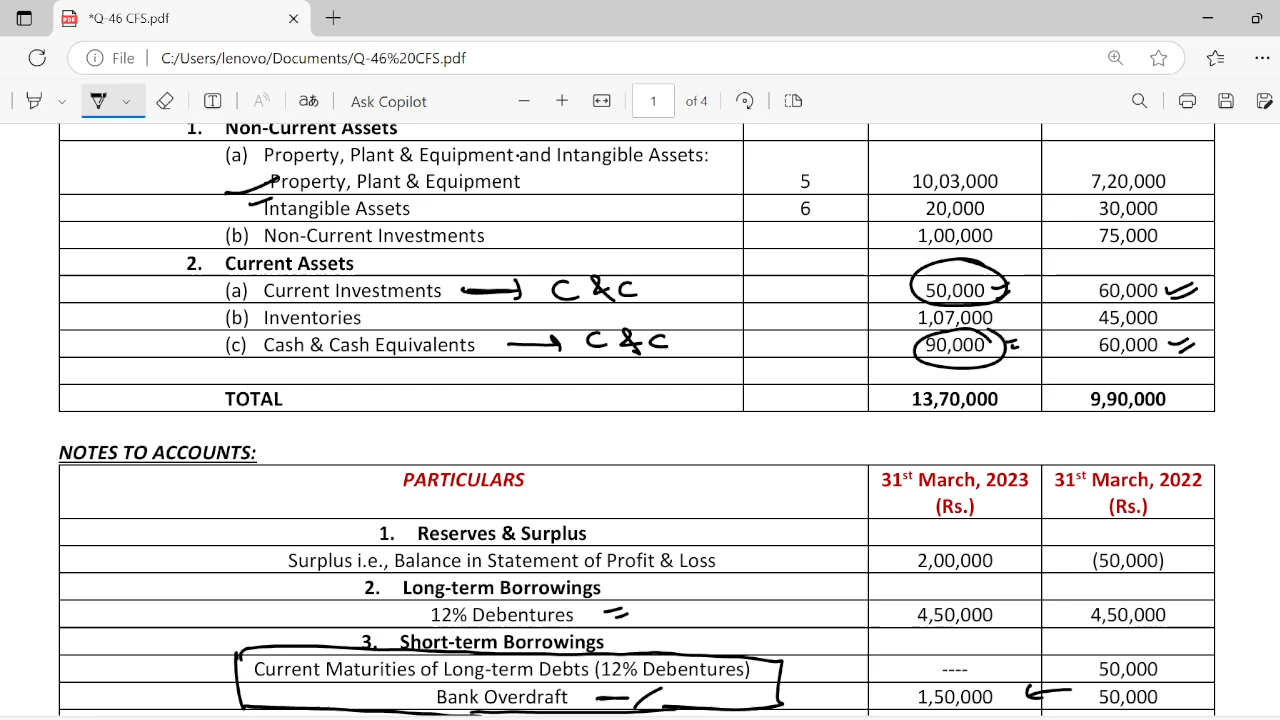 *Q-46 CFS.pdf
File C:/Users/lenovo/Documents/Q-46%20CFS.pdf
Ask Copilot 1 of 4
1. Non-Current Assets
(a) Property, Plant & Equipment and Intangible Assets:
Property, Plant & Equipment 5 10,03,000 7,20,000
Intangible Assets 6 20,000 30,000
(b) Non-Current Investments 1,00,000 75,000
2. Current Assets
(a) Current Investments C & C 50,000 60,000
(b) Inventories 1,07,000 45,000
(c) Cash & Cash Equivalents C & C 90,000 60,000
TOTAL 13,70,000 9,90,000
NOTES TO ACCOUNTS:
PARTICULARS 31st March, 2023 31st March, 2022
(Rs.) (Rs.)
1. Reserves & Surplus
Surplus i.e., Balance in Statement of Profit & Loss 2,00,000 (50,000)
2. Long-term Borrowings
12% Debentures 4,50,000 4,50,000
3. Short-term Borrowings
Current Maturities of Long-term Debts (12% Debentures) ---- 50,000
Bank Overdraft 1,50,000 50,000